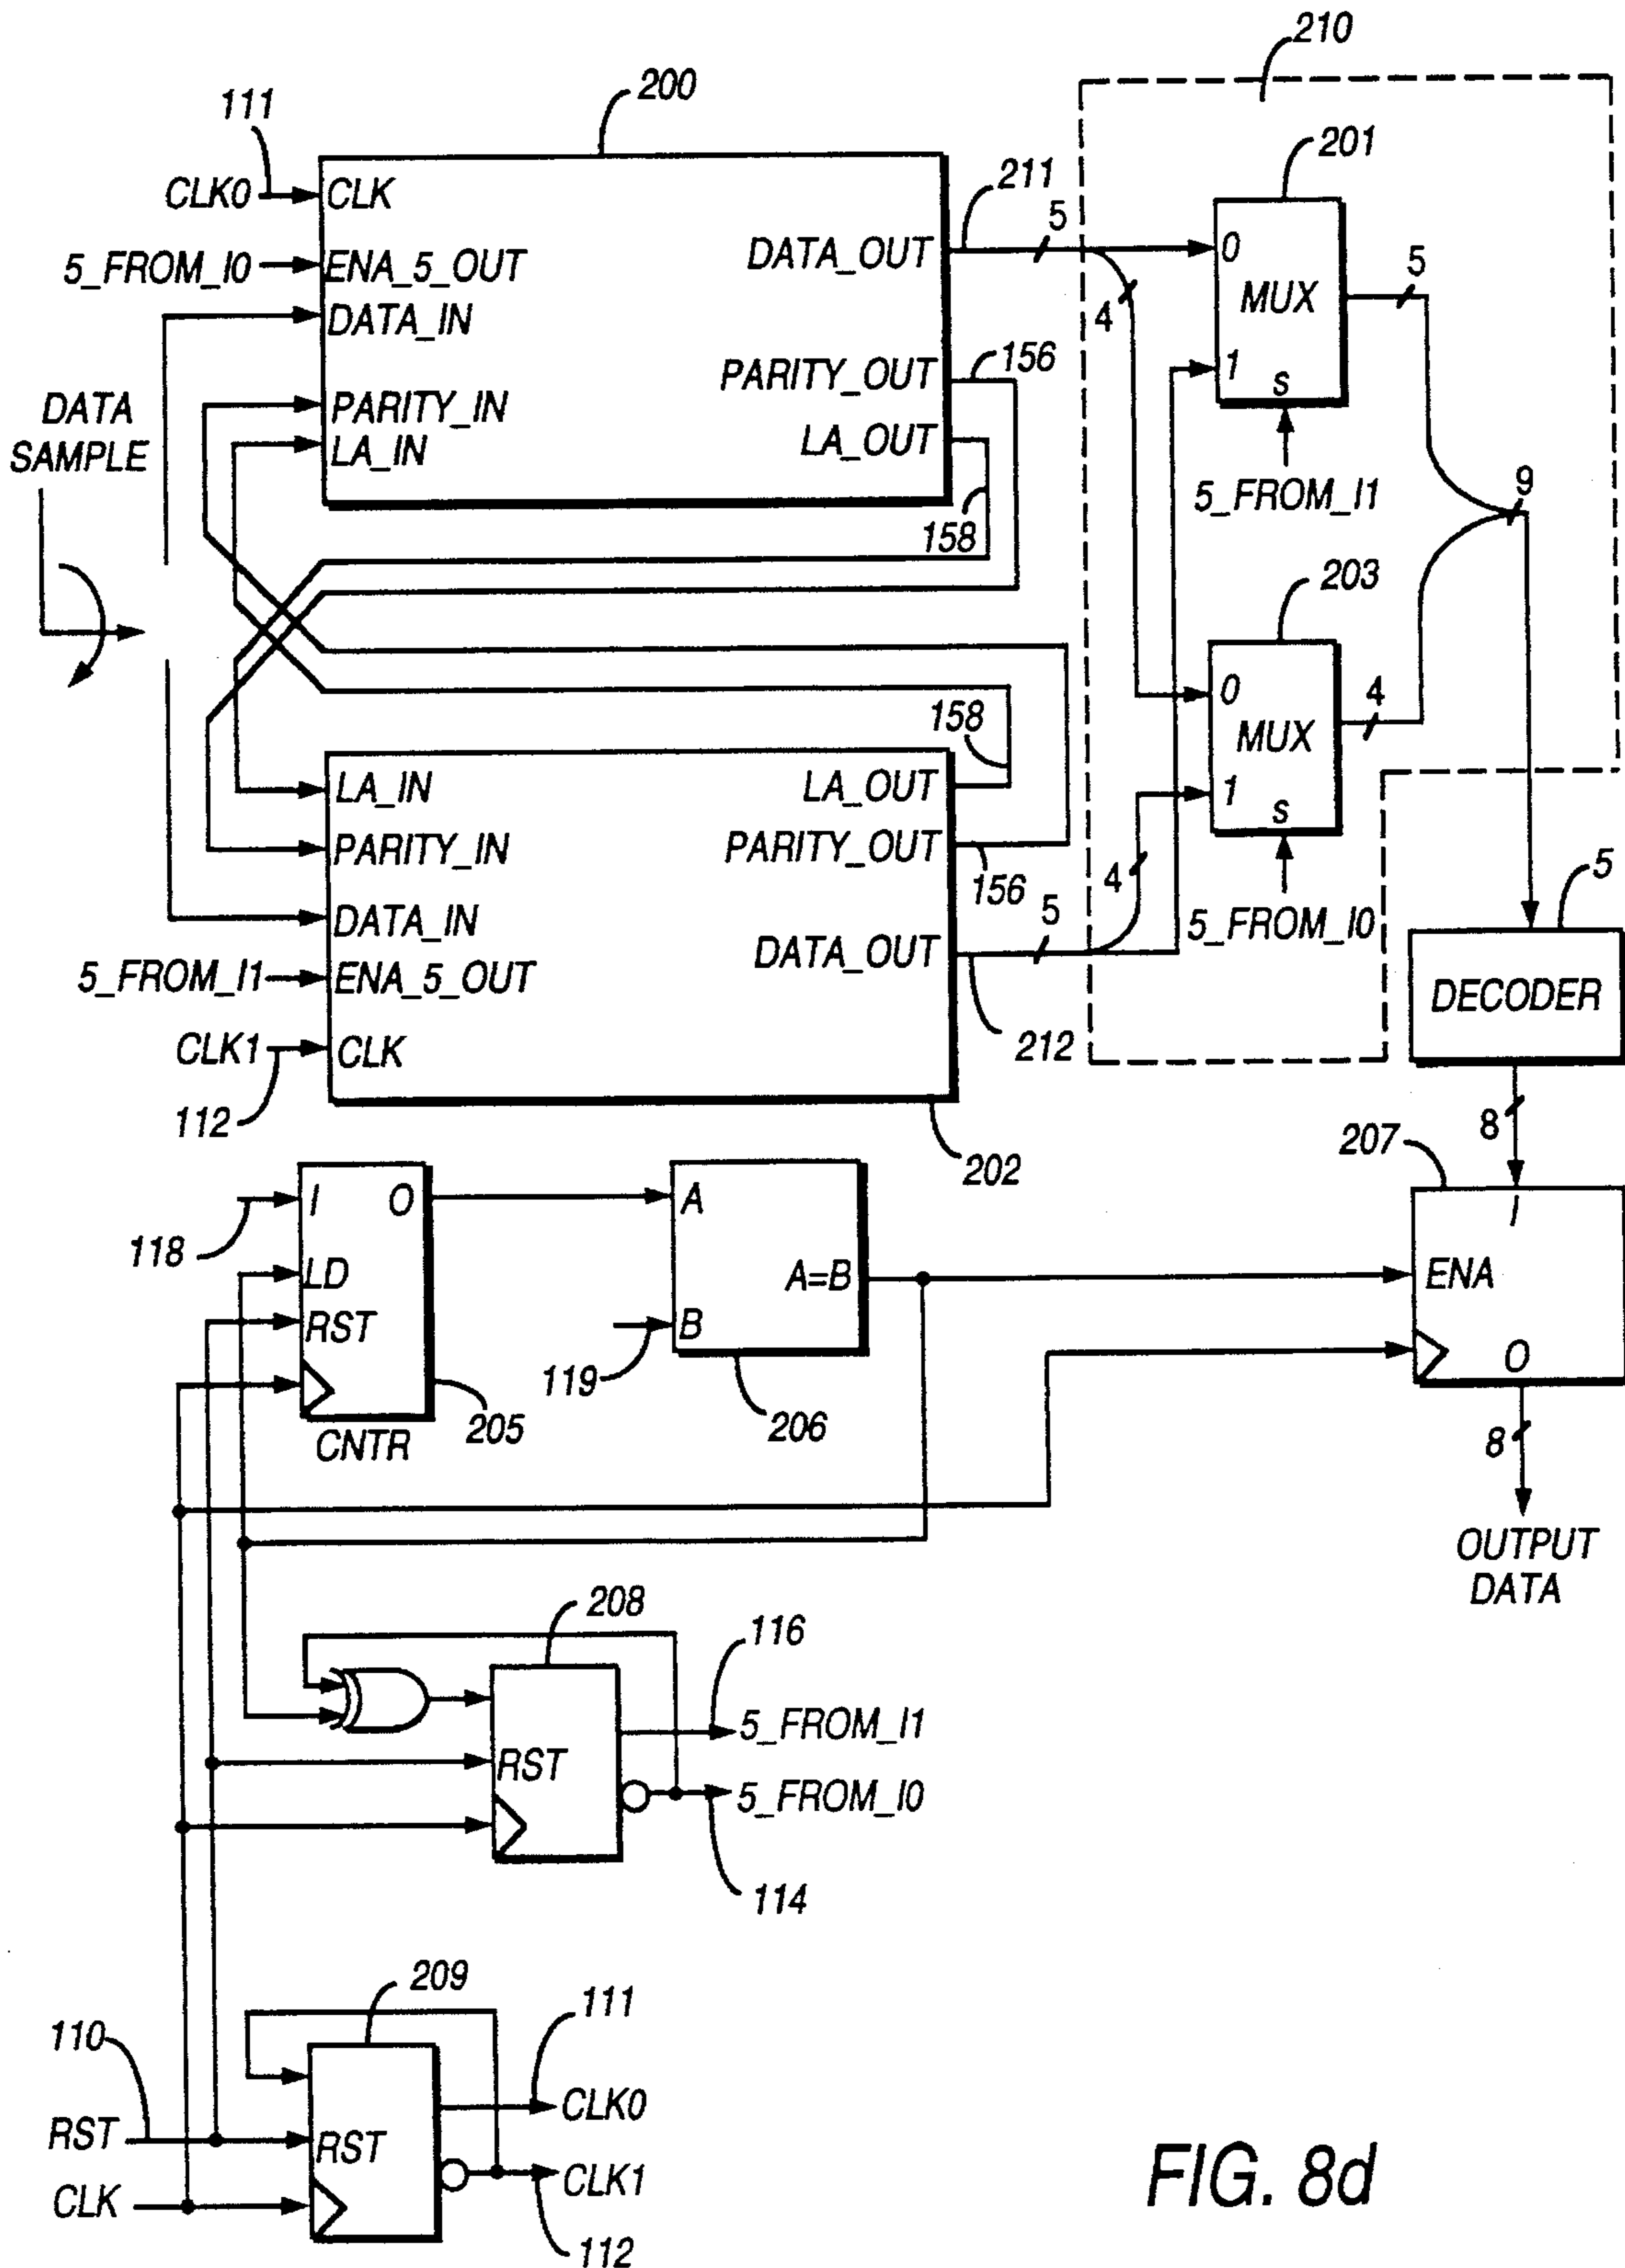 210
200
111
201
CLK0
CLK
211
5
DATA_OUT
0
5
5_FROM_I0
ENA_5_OUT
MUX
DATA_IN
4
156
PARITY_OUT
1
DATA
SAMPLE
PARITY_IN
S
LA_OUT
LA_IN
5_FROM_I1
9
158
203
0
4
158
MUX
LA_IN
LA_OUT
1
S
PARITY_IN
PARITY_OUT
4
5
156
5
DATA_IN
5_FROM_I0
DATA_OUT
5_FROM_I1
ENA_5_OUT
DECODER
CLK1
CLK
212
112
8
207
202
I
O
A
I
118
LD
A=B
ENA
RST
B
119
O
205
206
CNTR
8
OUTPUT
DATA
208
116
5_FROM_I1
RST
5_FROM_I0
114
209
111
110
CLK0
RST
RST
CLK1
CLK
112
FIG. 8d